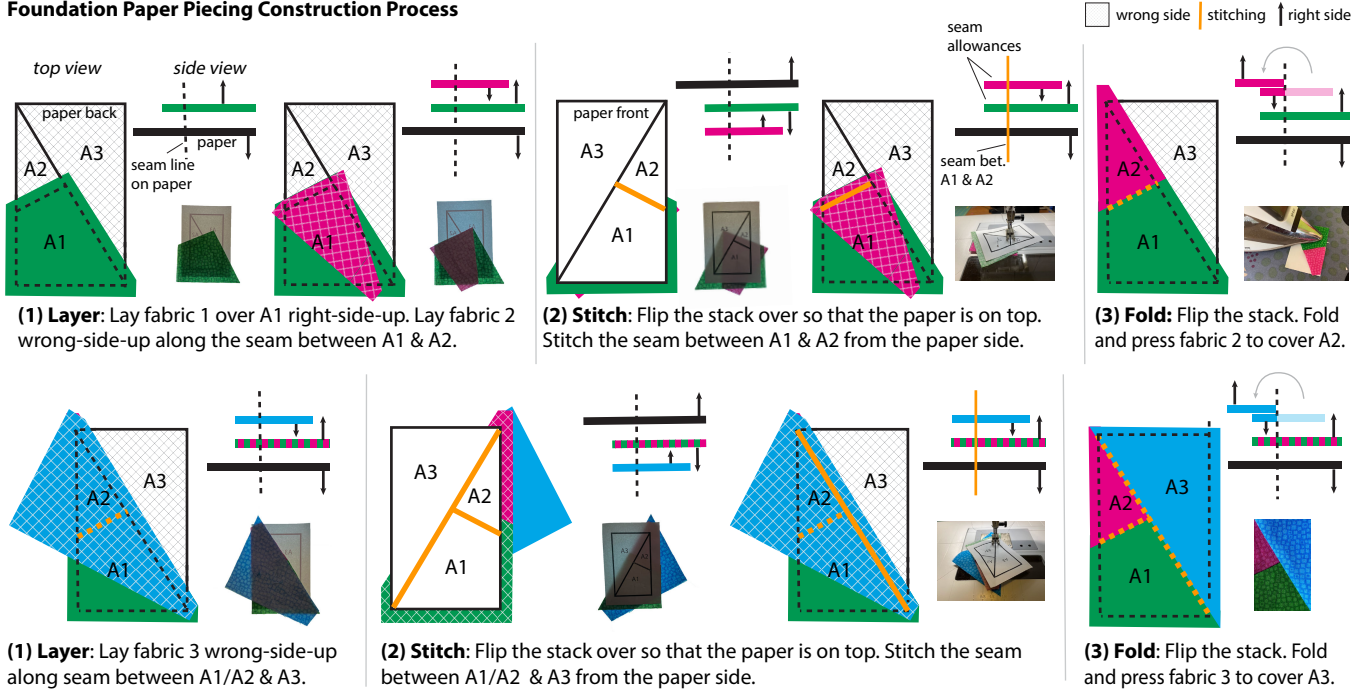 Foundation Paper Piecing Construction Process
wrong side
stitching
right side
top view
side view
paper back
A3
A2
A1
paper
seam line
on paper
A3
A2
A1
(1) Layer: Lay fabric 1 over A1 right-side-up. Lay fabric 2
wrong-side-up along the seam between A1 & A2.
paper front
A3
A2
A1
A3
A2
A1
seam
allowances
seam bet.
A1 & A2
(2) Stitch: Flip the stack over so that the paper is on top.
Stitch the seam between A1 & A2 from the paper side.
A3
A2
A1
(3) Fold: Flip the stack. Fold
and press fabric 2 to cover A2.
A3
A2
A1
(1) Layer: Lay fabric 3 wrong-side-up
along seam between A1/A2 & A3.
A3
A2
A1
A3
A2
A1
(2) Stitch: Flip the stack over so that the paper is on top. Stitch the seam
between A1/A2 & A3 from the paper side.
A3
A2
A1
(3) Fold: Flip the stack. Fold
and press fabric 3 to cover A3.